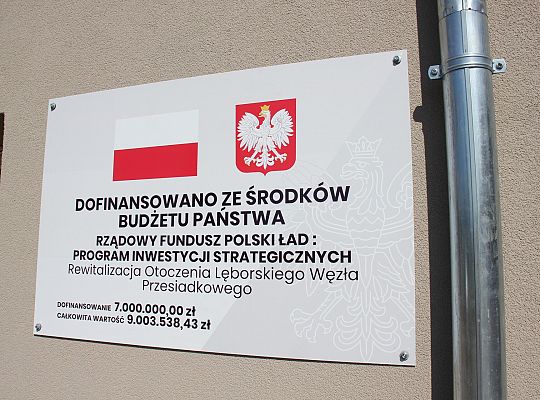 DOFINANSOWANO ZE ŚRODKÓW
BUDŻETU PAŃSTWA
RZĄDOWY FUNDUSZ POLSKI ŁAD :
PROGRAM INWESTYCJI STRATEGICZNYCH
Rewitalizacja Otoczenia Lęborskiego Węzła
Przesiadkowego
DOFINANSOWANIE 7.000.000,00 zł
CAŁKOWITA WARTOŚĆ 9.003.538,43 zł